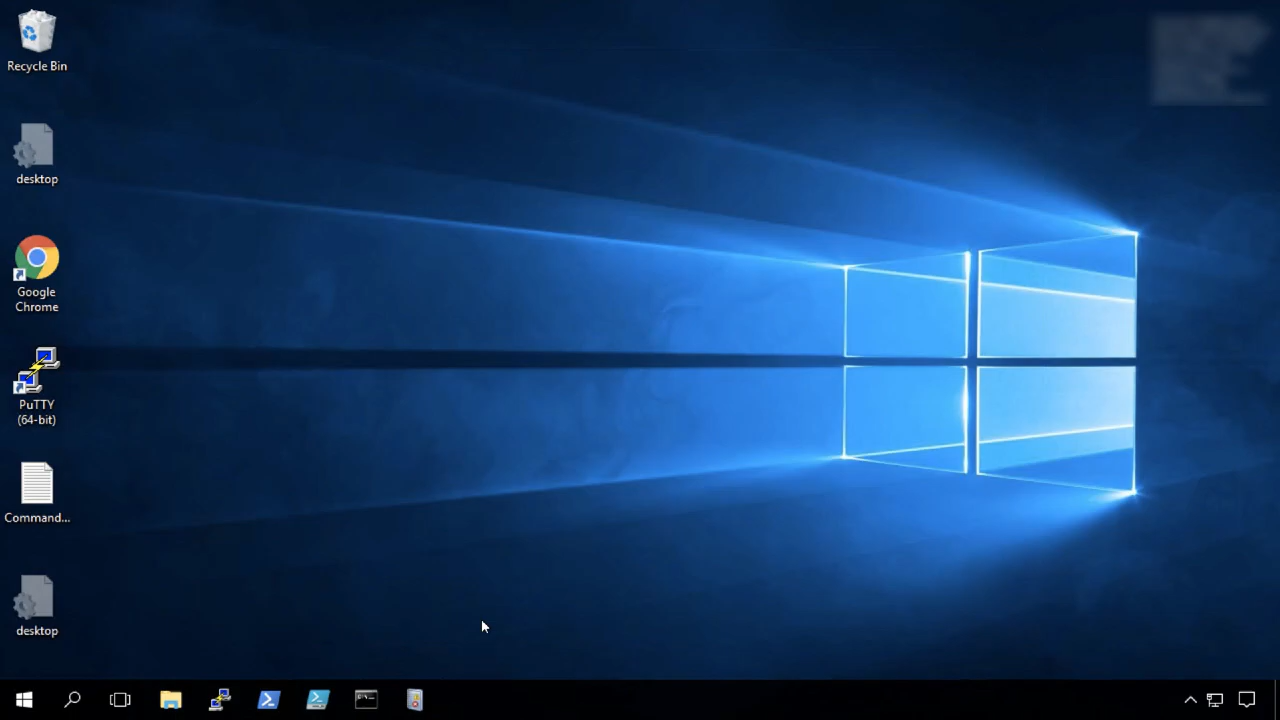 Recycle Bin
desktop
Google
Chrome
PuTTY
(64-bit)
Command...
desktop